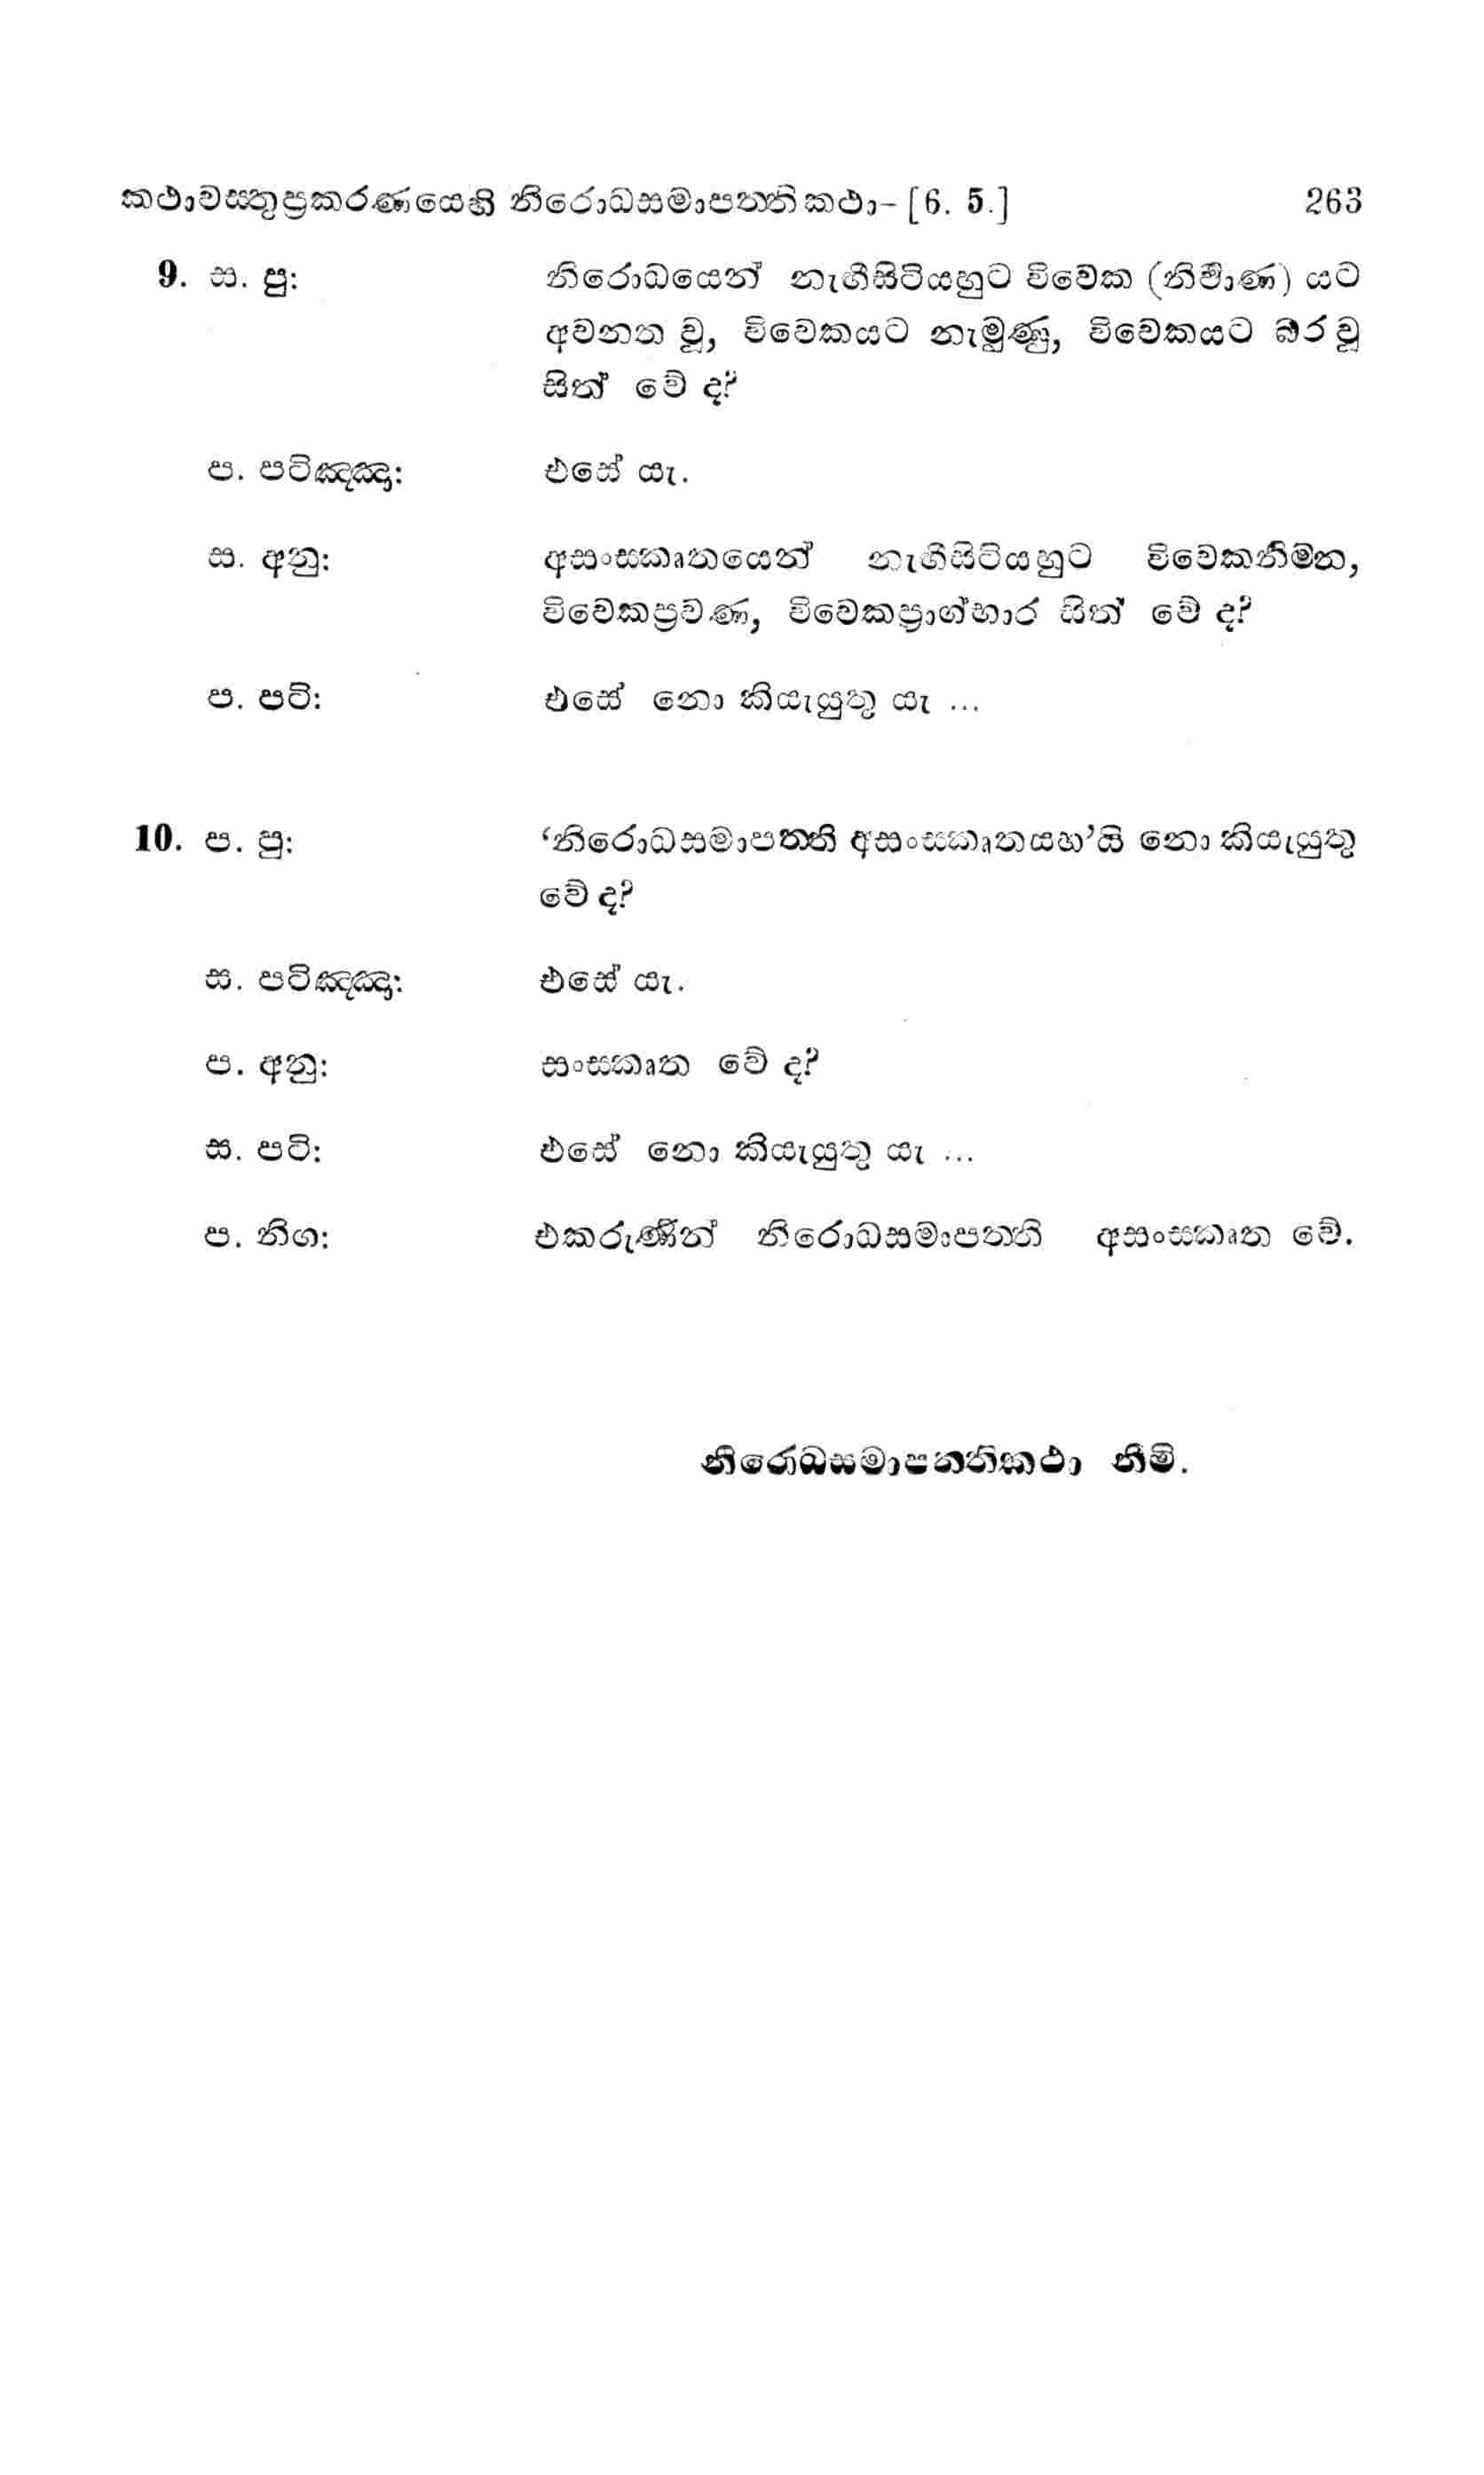 කථාවස්තුප්‍රකරණයෙහි නිරොධසමාපත්තිකථා- [6. 5.] 263
9. ස. පු: නිරොධයෙන් නැඟීසිටියහුට විවෙක (නිර්‍වාණ) යට
අවනත වූ, විවෙකයට නැමුණු, විවෙකයට බර වූ
සිත් වේ ද?
ප. පටිඤ්ඤා: එසේ යැ.
ස. අනු: අසංස්කෘතයෙන් නැඟීසිටියහුට විවෙකනිම්න,
විවෙකප්‍රවණ, විවෙකප්‍රාග්භාර සිත් වේ ද?
ප. පටි: එසේ නො කියැයුතු යැ ...
10. ප. පු: ‘නිරොධසමාපත්ති අසංස්කෘතයහ’යි නො කියැයුතු
වේ ද?
ස. පටිඤ්ඤා: එසේ යැ.
ප. අනු: සංස්කෘත වේ ද?
ස. පටි: එසේ නො කියැයුතු යැ ...
ප. නිග: එකරුණින් නිරොධසමාපත්ති අසංස්කෘත වේ.
නිරෝධසමාපත්තිකථා නිමි.